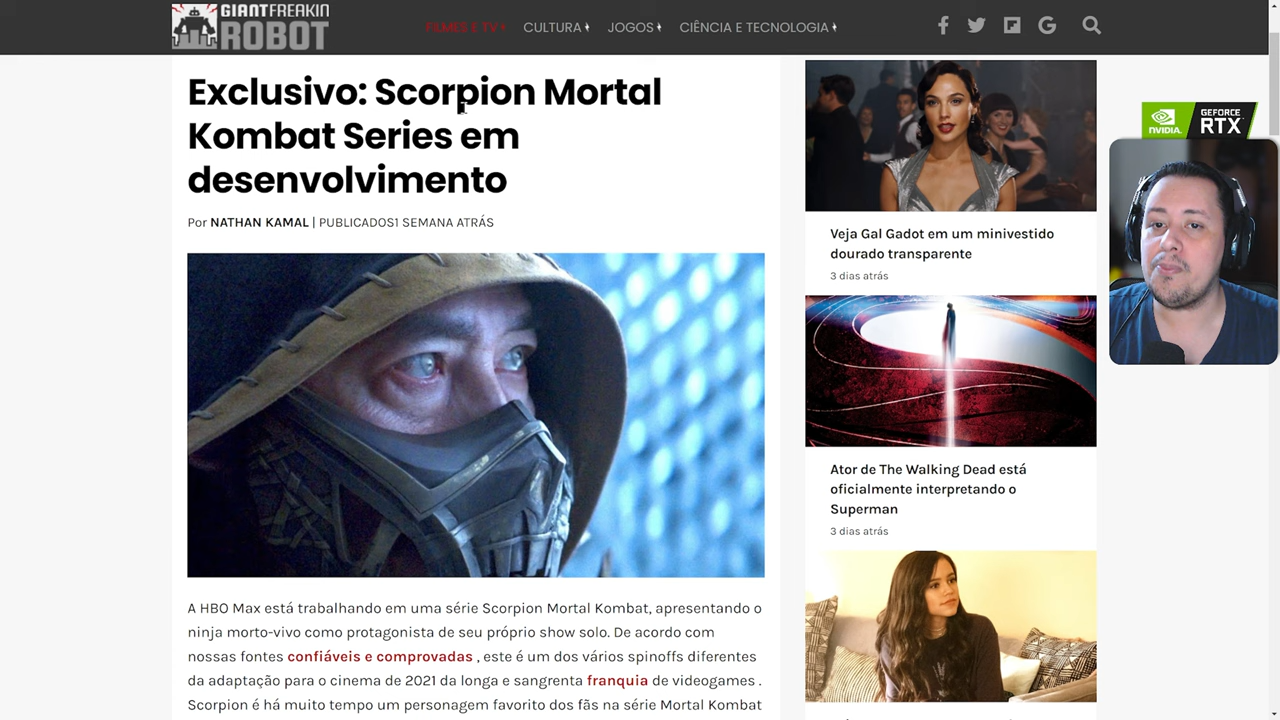 GIANTFREAKIN
ROBOT
FILMES E TV
CULTURA
JOGOS
CIÊNCIA E TECNOLOGIA
Exclusivo: Scorpion Mortal
Kombat Series em
desenvolvimento
Por NATHAN KAMAL | PUBLICADOS1 SEMANA ATRÁS
A HBO Max está trabalhando em uma série Scorpion Mortal Kombat, apresentando o
ninja morto-vivo como protagonista de seu próprio show solo. De acordo com
nossas fontes confiáveis e comprovadas , este é um dos vários spinoffs diferentes
da adaptação para o cinema de 2021 da longa e sangrenta franquia de videogames .
Scorpion é há muito tempo um personagem favorito dos fãs na série Mortal Kombat
Veja Gal Gadot em um minivestido
dourado transparente
3 dias atrás
Ator de The Walking Dead está
oficialmente interpretando o
Superman
3 dias atrás
NVIDIA.
GEFORCE
RTX